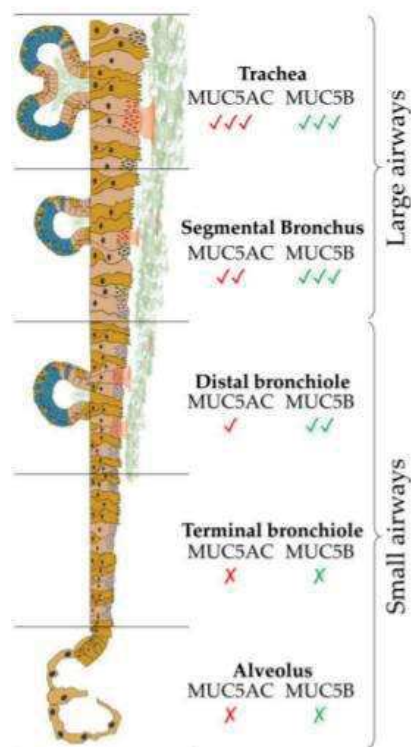 Trachea
MUC5AC MUC5B
✓✓✓ ✓✓✓
Segmental Bronchus
MUC5AC MUC5B
✓✓ ✓✓✓
Large airways
Distal bronchiole
MUC5AC MUC5B
✓ ✓✓
Terminal bronchiole
MUC5AC MUC5B
✗ ✗
Alveolus
MUC5AC MUC5B
✗ ✗
Small airways